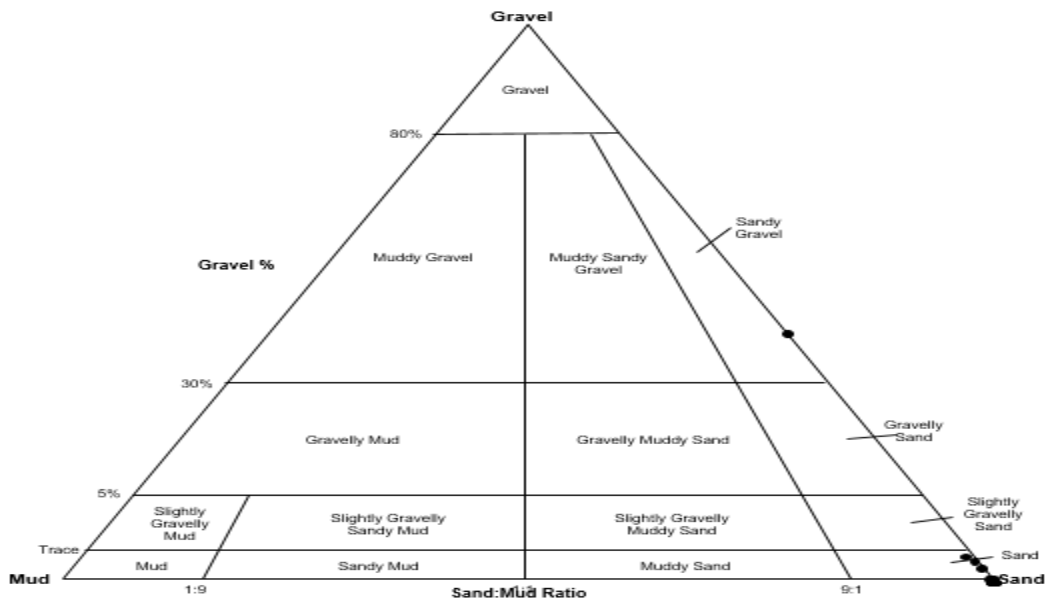 Gravel
Gravel
80%
Sandy
Gravel
Muddy Gravel
Muddy Sandy
Gravel
Gravel %
30%
Gravelly Mud
Gravelly Muddy Sand
Gravelly
Sand
5%
Slightly
Gravelly
Mud
Slightly Gravelly
Sandy Mud
Slightly Gravelly
Muddy Sand
Slightly
Gravelly
Sand
Trace
Mud
Sandy Mud
Muddy Sand
Sand
Mud
Sand
1:9
1:1
9:1
Sand:Mud Ratio